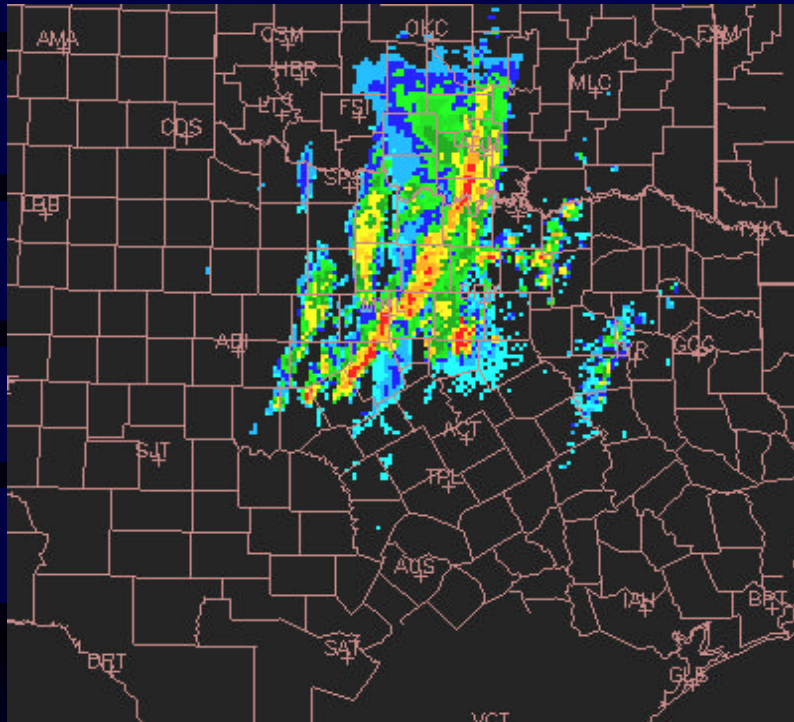 OKC
AMA
CSM
FSM
HBR
MLC
LTS
FSI
CDS
SPS
LBB
TXK
ABI
GGG
ACT
SJT
TPL
AUS
IAH
BPT
SAT
DRT
GLS
VCT